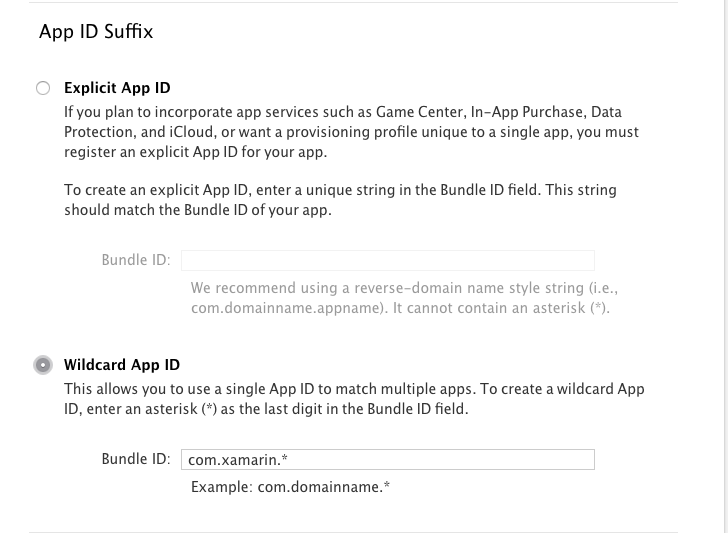 App ID Suffix
Explicit App ID
If you plan to incorporate app services such as Game Center, In-App Purchase, Data
Protection, and iCloud, or want a provisioning profile unique to a single app, you must
register an explicit App ID for your app.
To create an explicit App ID, enter a unique string in the Bundle ID field. This string
should match the Bundle ID of your app.
Bundle ID:
We recommend using a reverse-domain name style string (i.e.,
com.domainname.appname). It cannot contain an asterisk (*).
Wildcard App ID
This allows you to use a single App ID to match multiple apps. To create a wildcard App
ID, enter an asterisk (*) as the last digit in the Bundle ID field.
Bundle ID: com.xamarin.*
Example: com.domainname.*